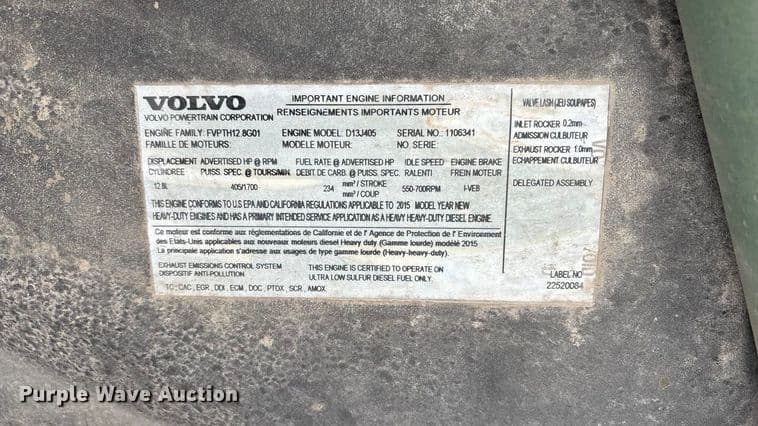 VOLVO
VOLVO POWERTRAIN CORPORATION
IMPORTANT ENGINE INFORMATION
RENSEIGNEMENTS IMPORTANTS MOTEUR
ENGINE FAMILY: FVPTH12.8G01 ENGINE MODEL: D13J405 SERIAL NO.: 1106341
FAMILLE DE MOTEURS: MODELE MOTEUR: NO. SERIE:
DISPLACEMENT ADVERTISED HP @ RPM FUEL RATE @ ADVERTISED HP IDLE SPEED ENGINE BRAKE
CYLINDREE PUISS. SPEC. @ TOURS/MIN. DEBIT DE CARB. @ PUISS. SPEC. RALENTI FREIN MOTEUR
12.8L 405/1700 234 mm³ / STROKE 550-700RPM I-VEB
mm³ / COUP
THIS ENGINE CONFORMS TO U.S EPA AND CALIFORNIA REGULATIONS APPLICABLE TO 2015 MODEL YEAR NEW
HEAVY-DUTY ENGINES AND HAS A PRIMARY INTENDED SERVICE APPLICATION AS A HEAVY HEAVY-DUTY DIESEL ENGINE.
Ce moteur est conforme aux réglementations de Californie et de l' Agence de Protection de l' Environment
des Etats-Unis applicables aux nouveaux moteurs diesel Heavy duty (Gamme lourde) modèlé 2015
La principale application s'adresse aux usages de type gamme lourde (Heavy-heavy-duty).
EXHAUST EMISSIONS CONTROL SYSTEM
DISPOSITIF ANTI-POLLUTION
THIS ENGINE IS CERTIFIED TO OPERATE ON
ULTRA LOW SULFUR DIESEL FUEL ONLY.
TC, CAC, EGR, DDI, ECM, DOC, PTOX, SCR, AMOX
VALVE LASH (JEU SOUPAPES)
INLET ROCKER 0.2mm
ADMISSION CULBUTEUR
EXHAUST ROCKER 1.0mm
ECHAPPEMENT CULBUTEUR
DELEGATED ASSEMBLY
LABEL NO
22520084
Purple Wave Auction